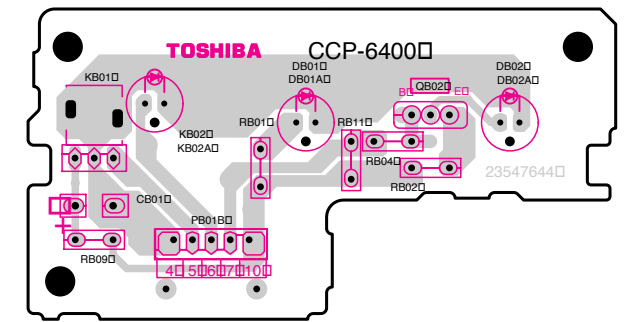 TOSHIBA CCP-6400
DB01 DB02
KB01 DB01A QB02 DB02A
B E
RB01 RB11
KB02
KB02A
RB04 23547644
RB02
CB01
PB01B
+
RB09
4 5 6 7 10